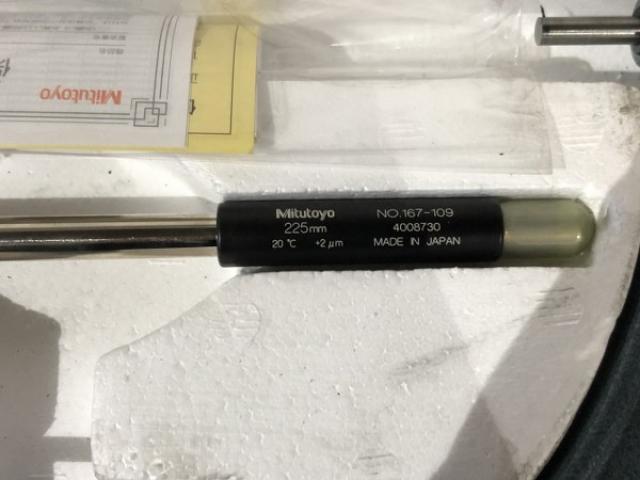 Mitutoyo
Mitutoyo
225mm
20 ℃ +2 μm
NO.167-109
4008730
MADE IN JAPAN